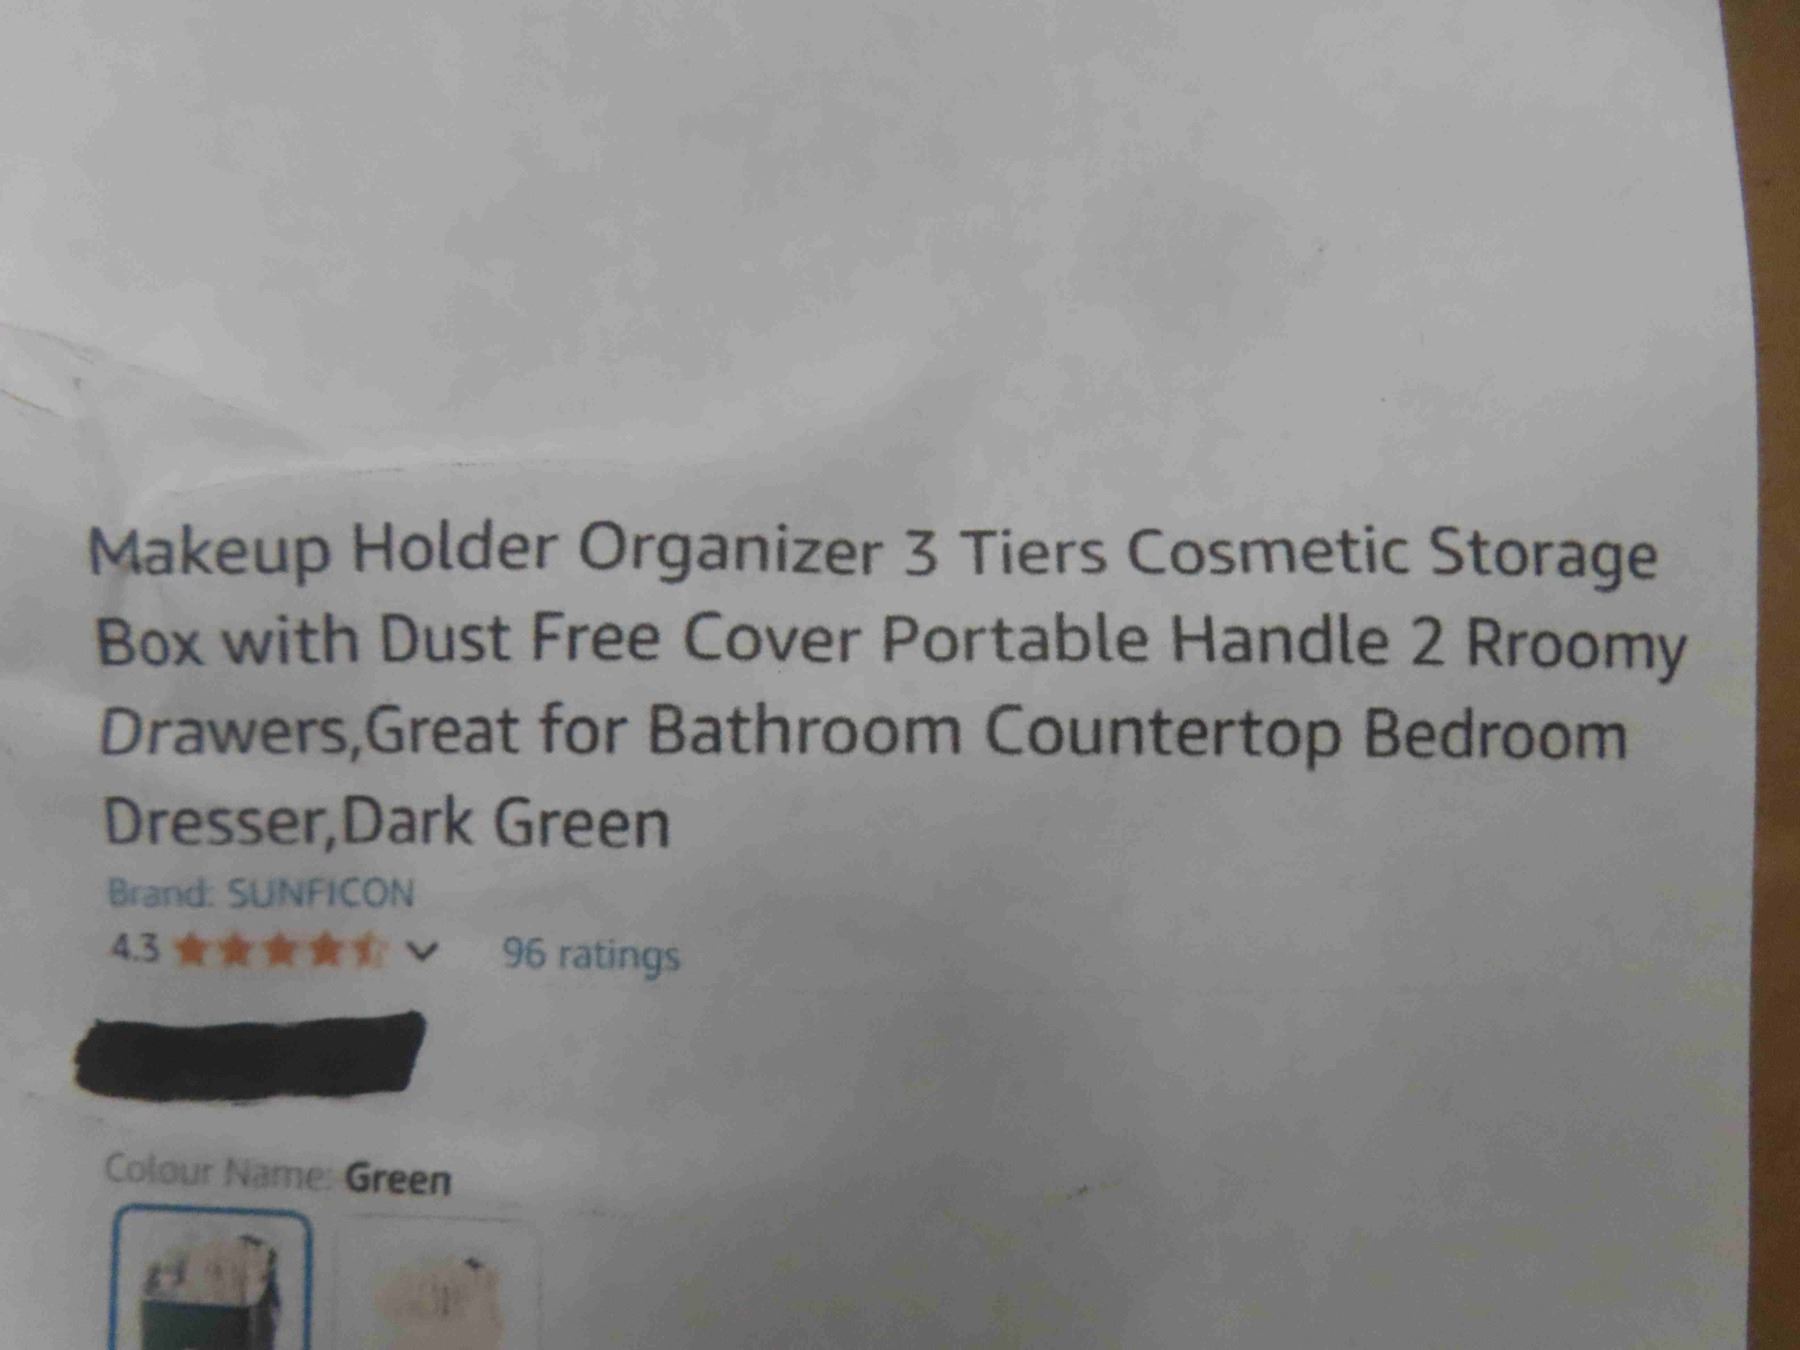 Makeup Holder Organizer 3 Tiers Cosmetic Storage
Box with Dust Free Cover Portable Handle 2 Rroomy
Drawers,Great for Bathroom Countertop Bedroom
Dresser,Dark Green
Brand: SUNFICON
4.3 96 ratings
Colour Name: Green